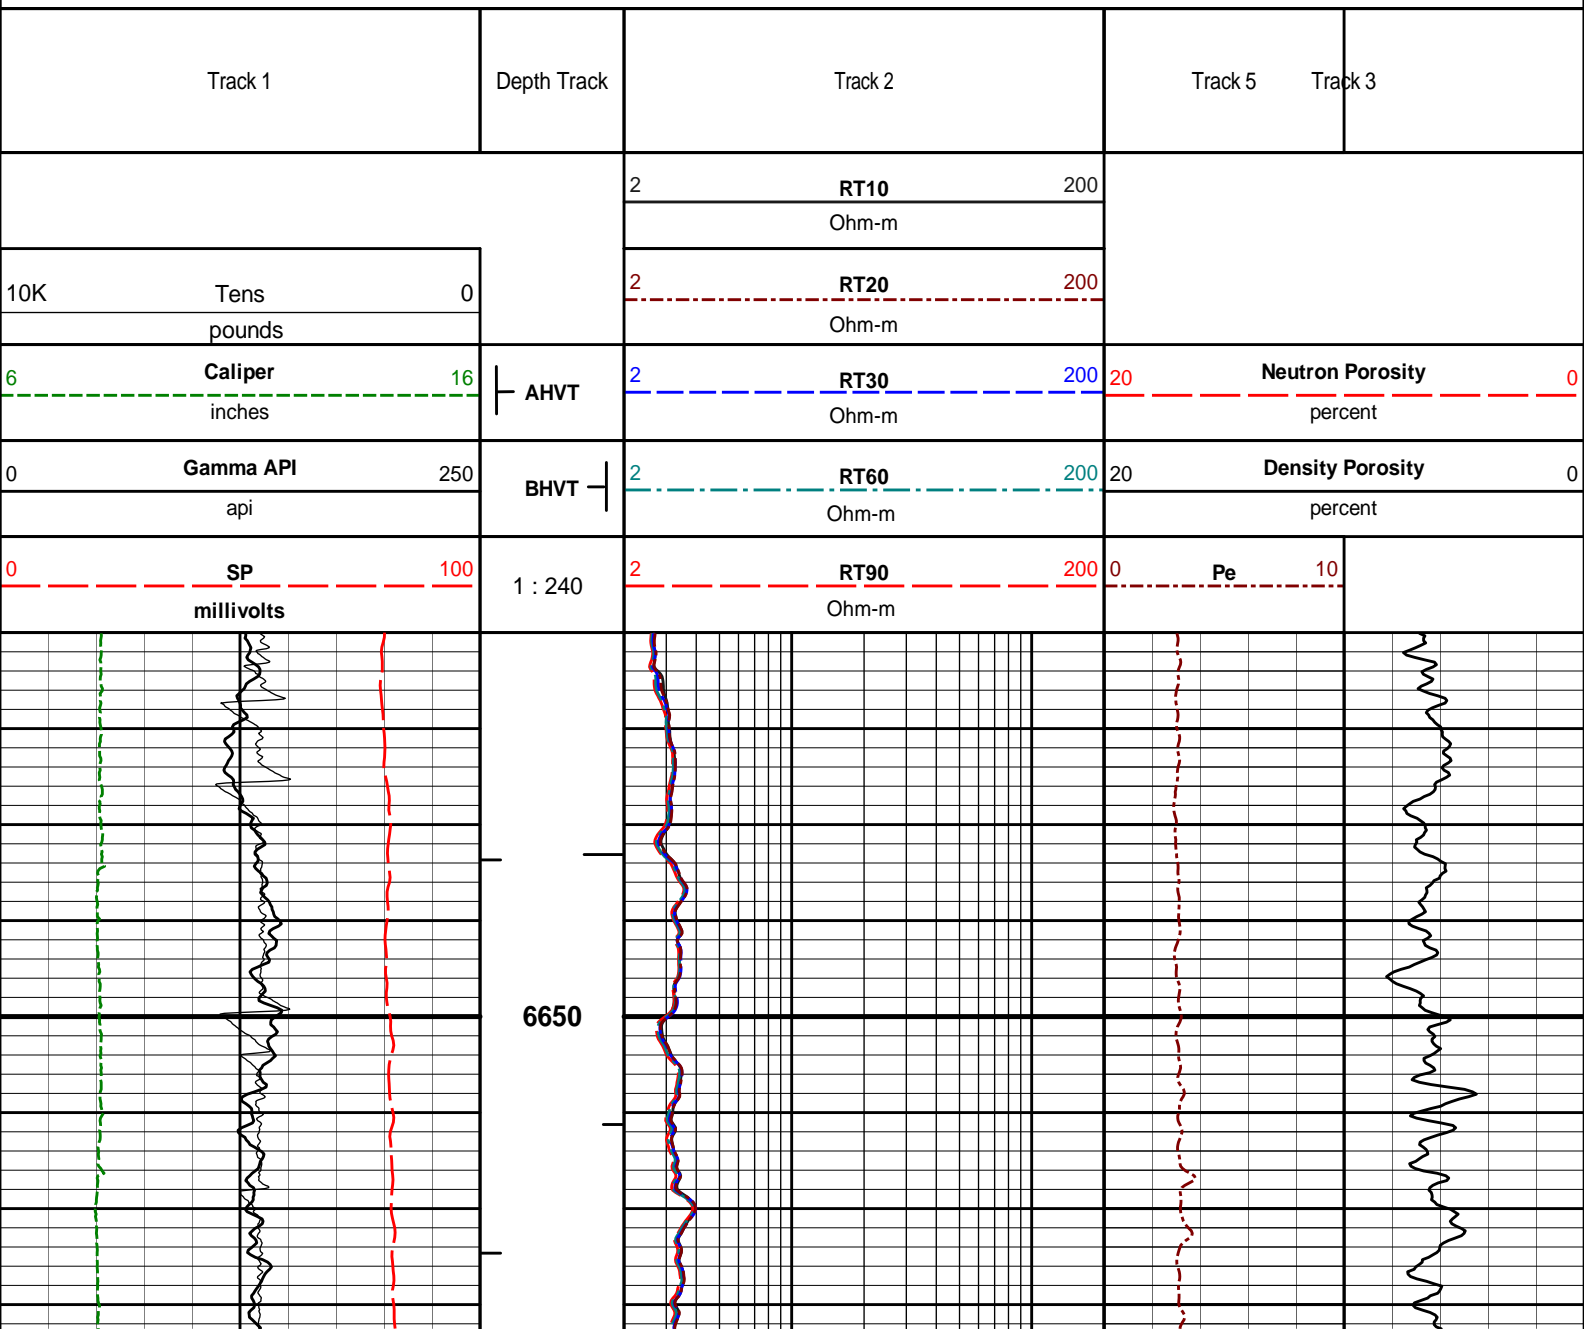 Track 1 Depth Track Track 2 Track 5 Track 3
2 RT10 200
Ohm-m
10K Tens 0
pounds
2 RT20 200
Ohm-m
6 Caliper 16
inches
AHVT
2 RT30 200
Ohm-m
20 Neutron Porosity 0
percent
0 Gamma API 250
api
BHVT
2 RT60 200
Ohm-m
20 Density Porosity 0
percent
0 SP 100
millivolts
1 : 240
2 RT90 200
Ohm-m
0 Pe 10
6650